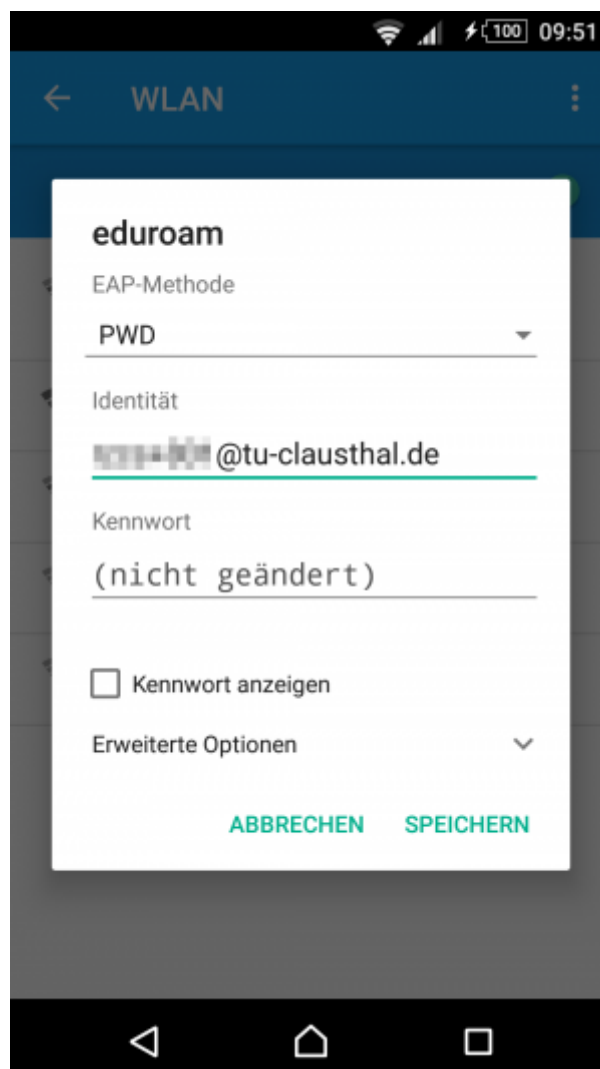 100 09:51
WLAN
eduroam
EAP-Methode
PWD
Identität
@tu-clausthal.de
Kennwort
(nicht geändert)
Kennwort anzeigen
Erweiterte Optionen
ABBRECHEN SPEICHERN